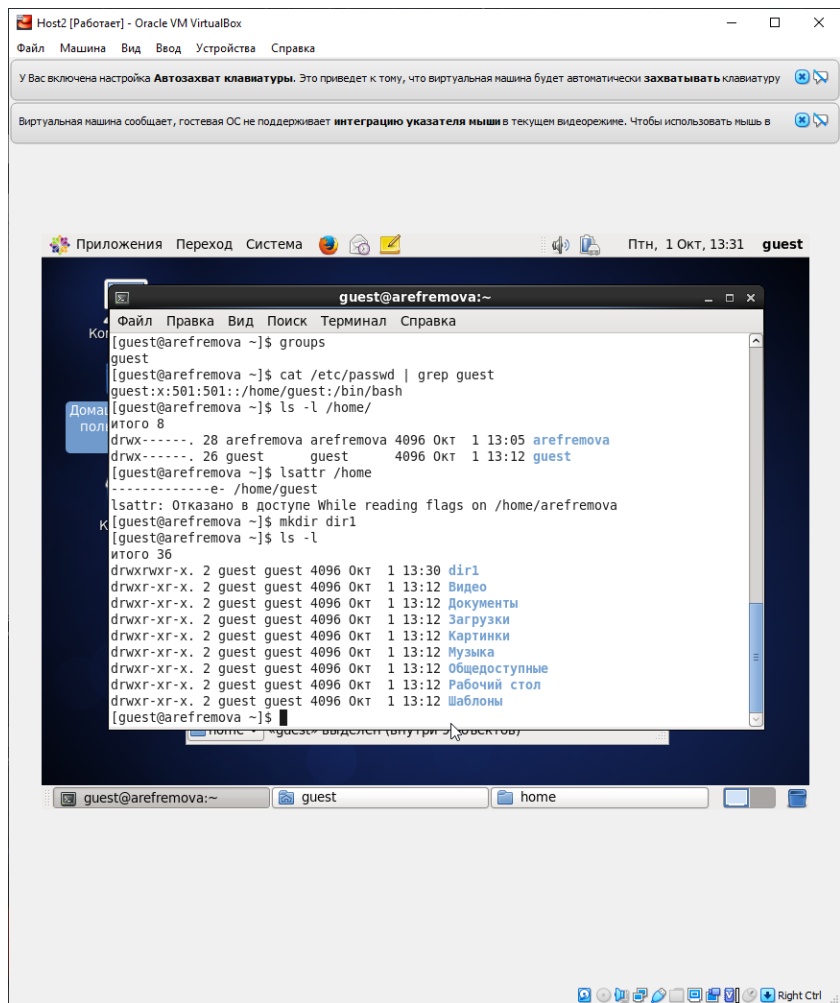 Host2 [Работает] - Oracle VM VirtualBox
Файл Машина Вид Ввод Устройства Справка
У Вас включена настройка Автозахват клавиатуры. Это приведет к тому, что виртуальная машина будет автоматически захватывать клавиатуру
Виртуальная машина сообщает, гостевая ОС не поддерживает интеграцию указателя мыши в текущем видеорежиме. Чтобы использовать мышь в
Приложения Переход Система Птн, 1 Окт, 13:31 guest
guest@arefremova:~
Файл Правка Вид Поиск Терминал Справка
[guest@arefremova ~]$ groups
guest
[guest@arefremova ~]$ cat /etc/passwd | grep guest
guest:x:501:501::/home/guest:/bin/bash
[guest@arefremova ~]$ ls -l /home/
итого 8
drwx------. 28 arefremova arefremova 4096 Окт  1 13:05 arefremova
drwx------. 26 guest      guest      4096 Окт  1 13:12 guest
[guest@arefremova ~]$ lsattr /home
-------------e- /home/guest
lsattr: Отказано в доступе While reading flags on /home/arefremova
[guest@arefremova ~]$ mkdir dir1
[guest@arefremova ~]$ ls -l
итого 36
drwxrwxr-x. 2 guest guest 4096 Окт  1 13:30 dir1
drwxr-xr-x. 2 guest guest 4096 Окт  1 13:12 Видео
drwxr-xr-x. 2 guest guest 4096 Окт  1 13:12 Документы
drwxr-xr-x. 2 guest guest 4096 Окт  1 13:12 Загрузки
drwxr-xr-x. 2 guest guest 4096 Окт  1 13:12 Картинки
drwxr-xr-x. 2 guest guest 4096 Окт  1 13:12 Музыка
drwxr-xr-x. 2 guest guest 4096 Окт  1 13:12 Общедоступные
drwxr-xr-x. 2 guest guest 4096 Окт  1 13:12 Рабочий стол
drwxr-xr-x. 2 guest guest 4096 Окт  1 13:12 Шаблоны
[guest@arefremova ~]$
home «guest» выделен (внутри
guest@arefremova:~ guest home
Right Ctrl